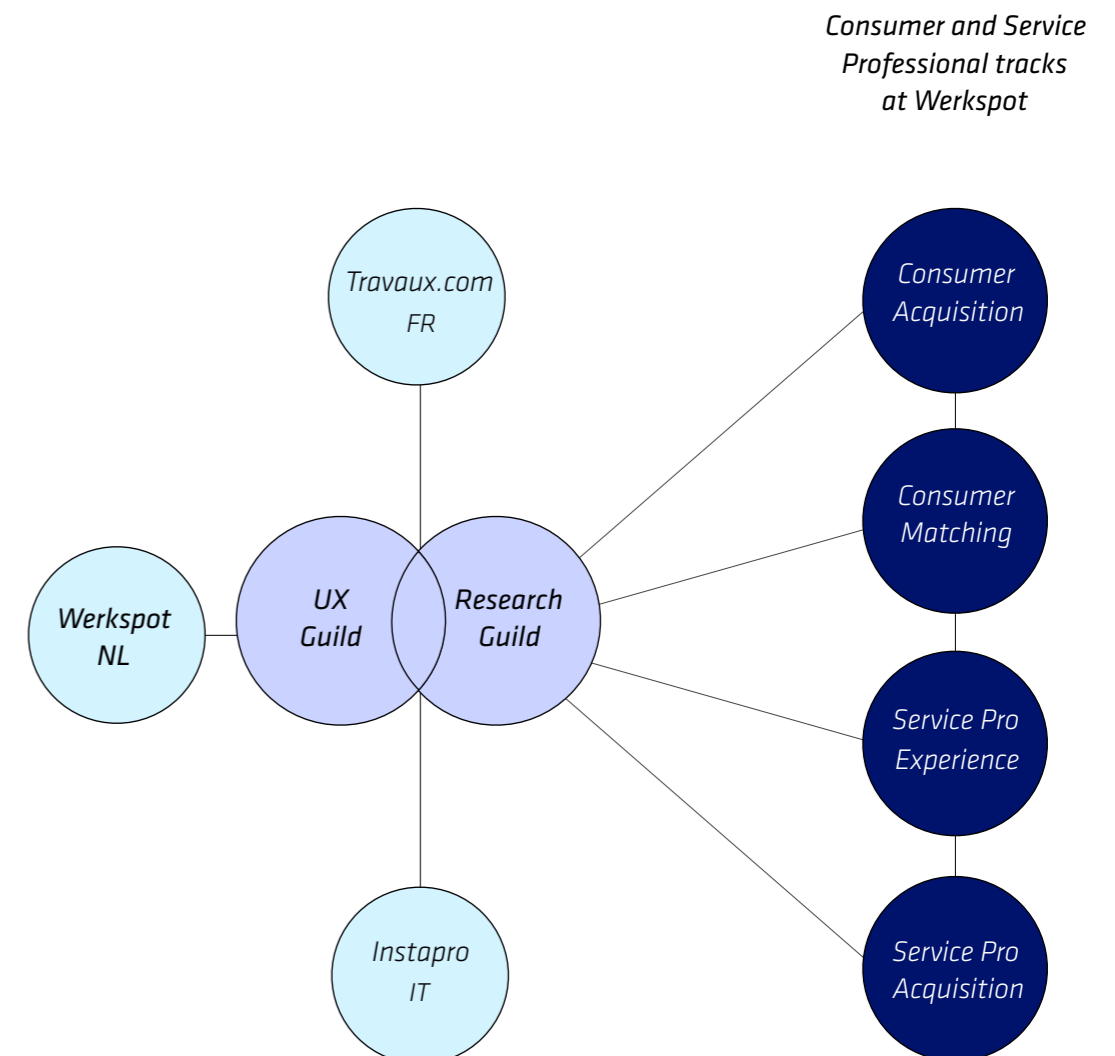 Consumer and Service
Professional tracks
at Werkspot
Travaux.com
FR
Consumer
Acquisition
Consumer
Matching
UX
Guild
Research
Guild
Werkspot
NL
Service Pro
Experience
Instapro
IT
Service Pro
Acquisition